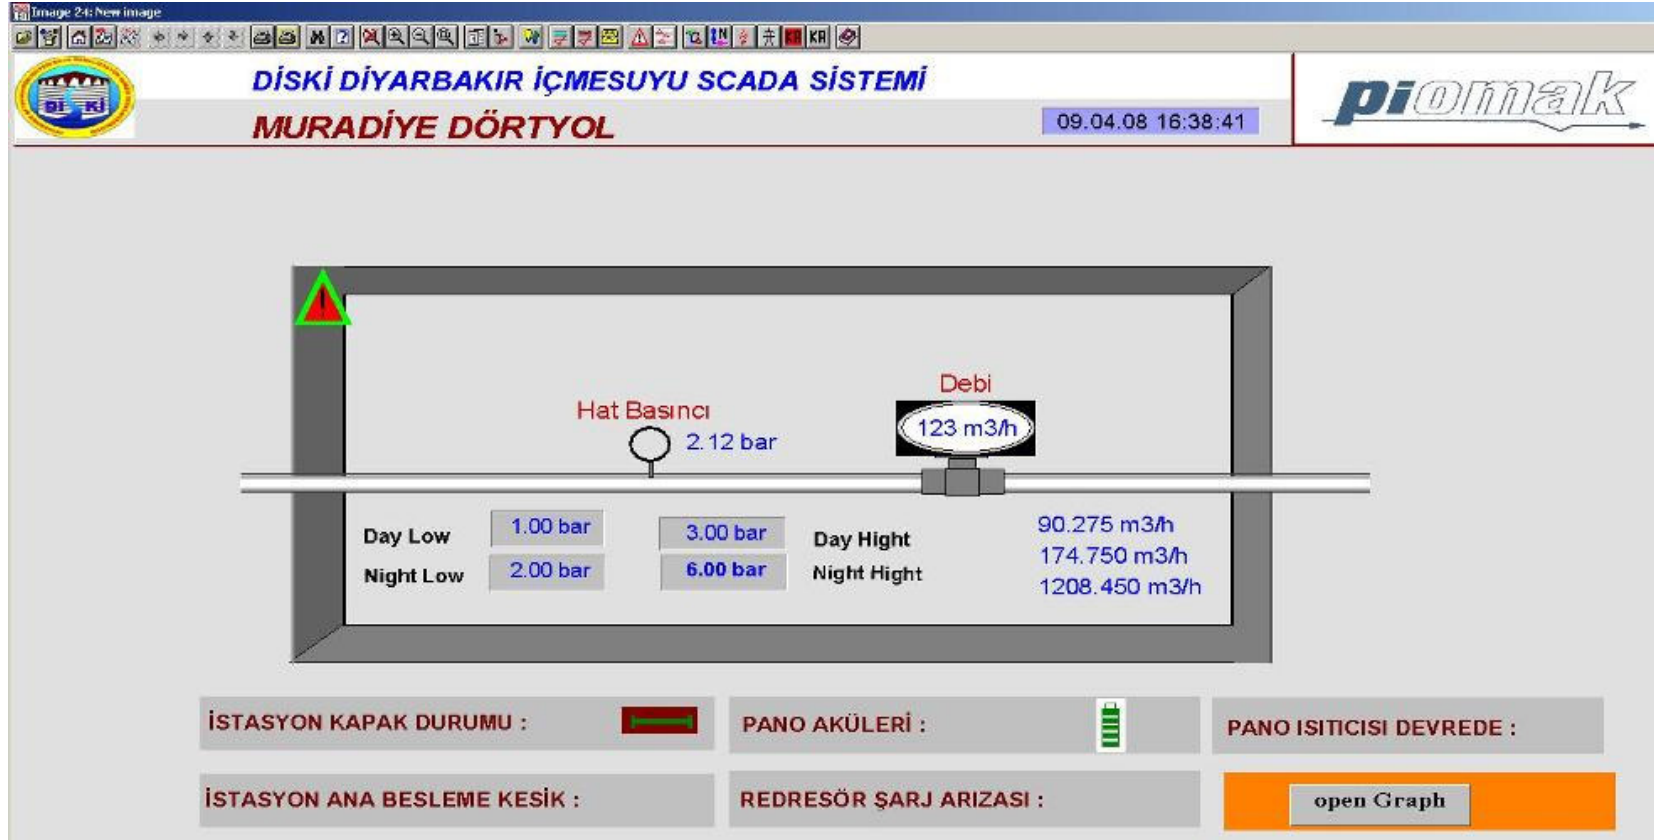 Image 24: New image
DİSKİ DİYARBAKIR İÇMESUYU SCADA SİSTEMİ
piomak
DİSKİ
MURADİYE DÖRTYOL
09.04.08 16:38:41
Debi
Hat Basıncı
123 m3/h
2.12 bar
Day Low 1.00 bar 3.00 bar Day Hight 90.275 m3/h
174.750 m3/h
Night Low 2.00 bar 6.00 bar Night Hight
1208.450 m3/h
İSTASYON KAPAK DURUMU : PANO AKÜLERİ : PANO ISITICISI DEVREDE :
İSTASYON ANA BESLEME KESİK : REDRESÖR ŞARJ ARIZASI : open Graph